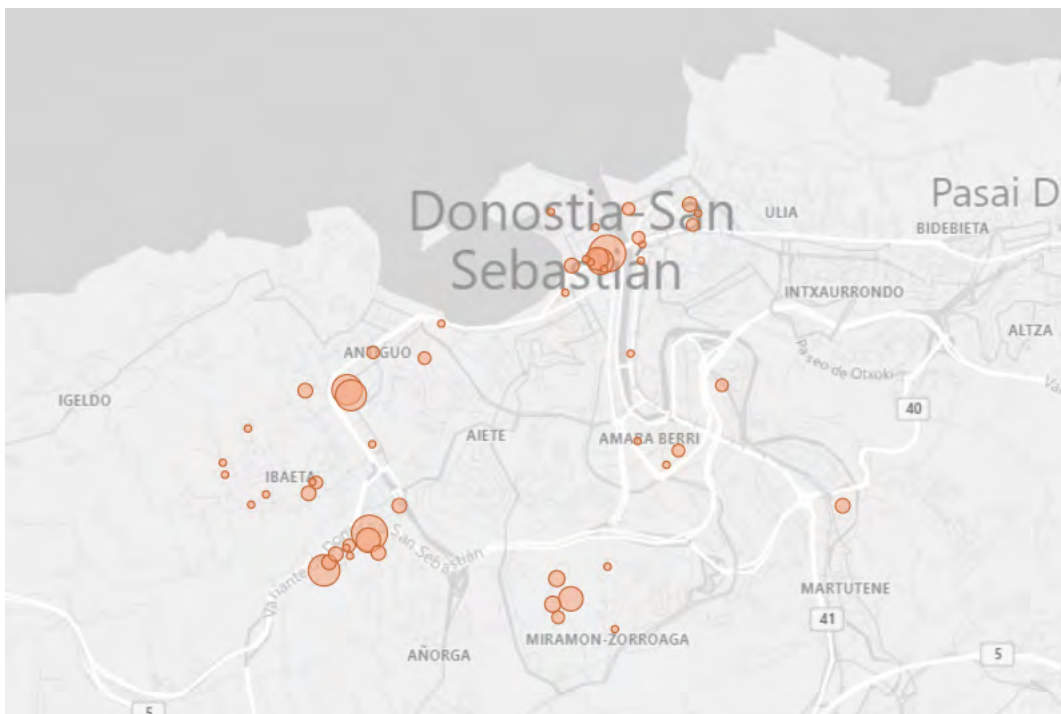 Donostia-San
Sebastián
Pasai D
ULIA
BIDEBIETA
INTXAURRONDO
ALTZA
Paseo de Otxoki
ANTIGUO
IGELDO
40
AIETE
AMARA BERRI
IBAETA
San Sebastián
MARTUTENE
41
MIRAMON-ZORROAGA
AÑORGA
5
5